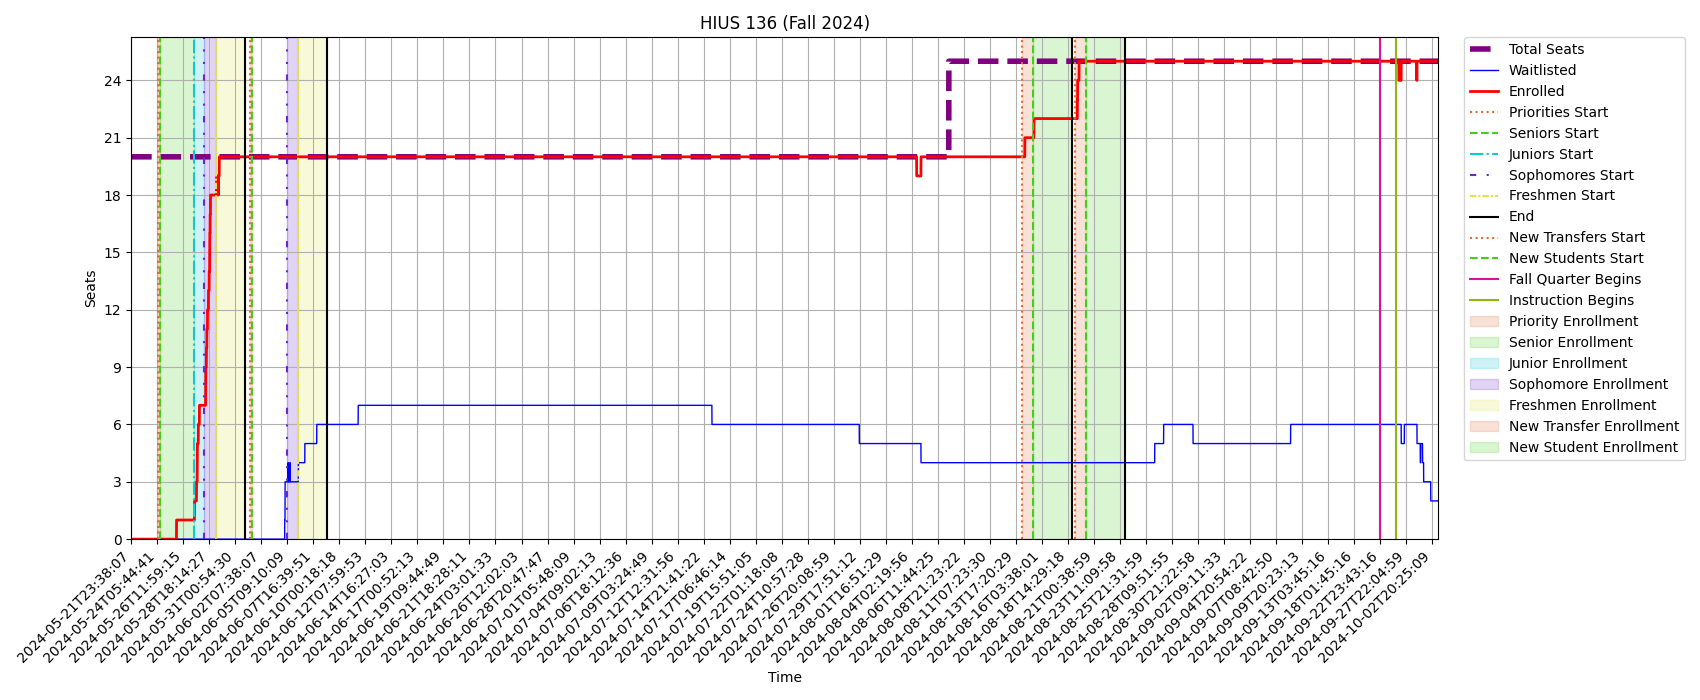 HIUS 136 (Fall 2024)
Seats
24
21
18
15
12
9
6
3
0
2024-05-21T23:38:07
2024-05-24T05:44:41
2024-05-26T11:59:15
2024-05-28T18:14:27
2024-05-31T00:54:30
2024-06-02T07:38:07
2024-06-05T09:10:09
2024-06-07T16:39:51
2024-06-10T00:18:18
2024-06-12T07:59:53
2024-06-14T16:27:03
2024-06-17T00:52:13
2024-06-19T09:44:49
2024-06-21T18:28:11
2024-06-24T03:01:33
2024-06-26T12:02:03
2024-06-28T20:47:47
2024-07-01T05:48:09
2024-07-04T09:02:13
2024-07-06T18:12:36
2024-07-09T03:24:49
2024-07-12T12:31:56
2024-07-14T21:41:22
2024-07-17T06:46:14
2024-07-19T15:51:05
2024-07-22T01:18:08
2024-07-24T10:57:28
2024-07-26T20:08:59
2024-07-29T17:51:12
2024-08-01T16:51:29
2024-08-04T02:19:56
2024-08-06T11:44:25
2024-08-08T21:23:22
2024-08-11T07:23:30
2024-08-13T17:20:29
2024-08-16T03:38:01
2024-08-18T14:29:18
2024-08-21T00:38:59
2024-08-23T11:09:58
2024-08-25T21:31:59
2024-08-28T09:51:55
2024-08-30T21:22:58
2024-09-02T09:11:33
2024-09-04T20:54:22
2024-09-07T08:42:50
2024-09-09T20:23:13
2024-09-13T03:45:16
2024-09-18T01:45:16
2024-09-22T23:43:16
2024-09-27T22:04:59
2024-10-02T20:25:09
Time
Total Seats
Waitlisted
Enrolled
Priorities Start
Seniors Start
Juniors Start
Sophomores Start
Freshmen Start
End
New Transfers Start
New Students Start
Fall Quarter Begins
Instruction Begins
Priority Enrollment
Senior Enrollment
Junior Enrollment
Sophomore Enrollment
Freshmen Enrollment
New Transfer Enrollment
New Student Enrollment